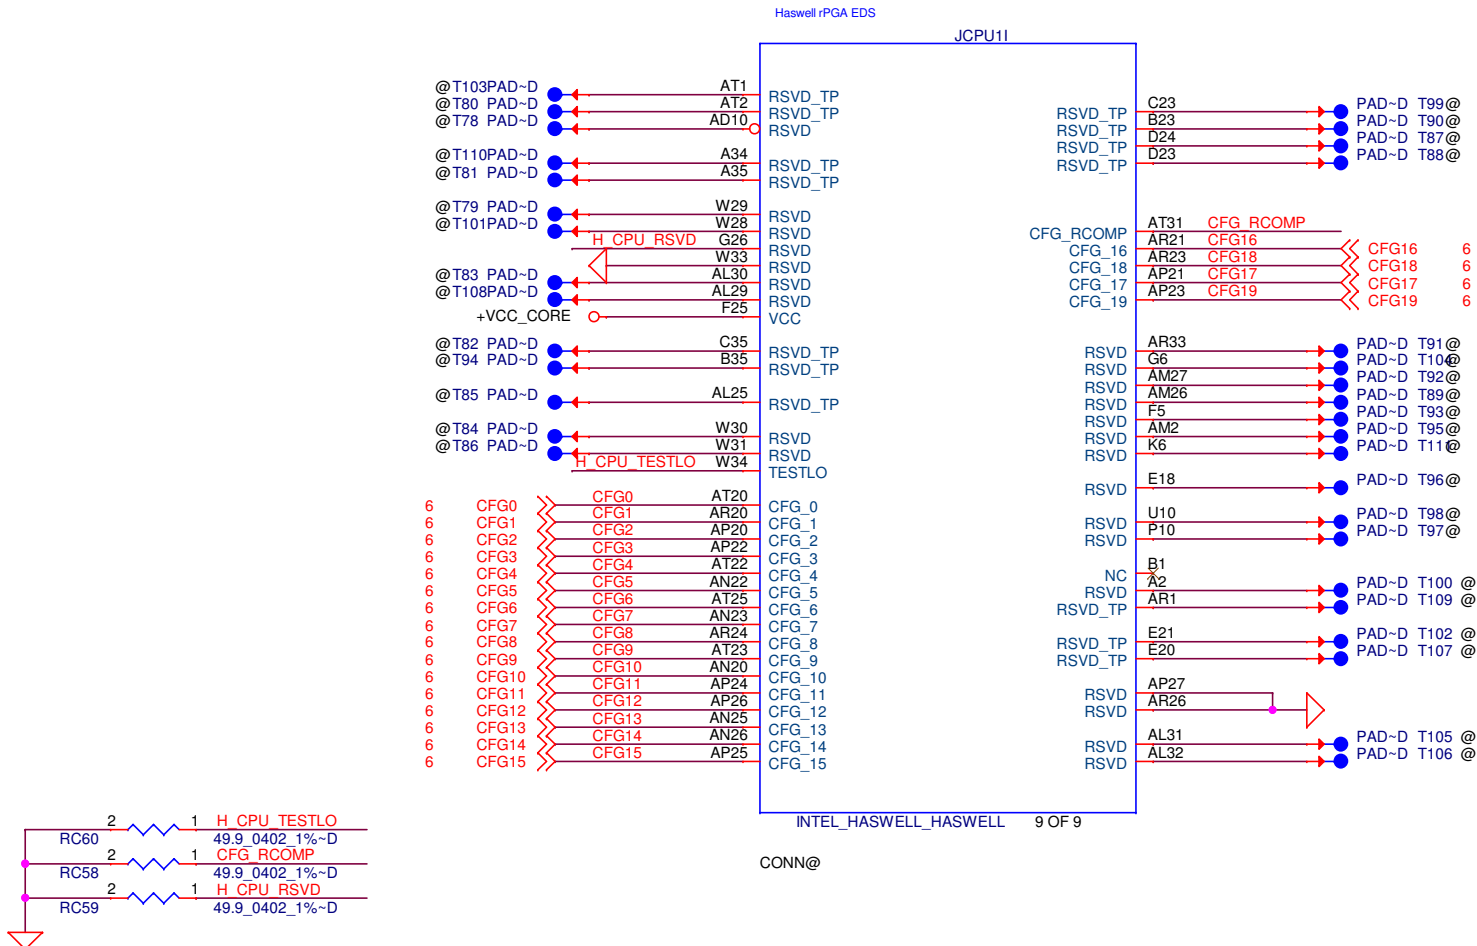 Haswell rPGA EDS
JCPU1I
@T103PAD~D AT1 RSVD_TP
@T80 PAD~D AT2 RSVD_TP
@T78 PAD~D AD10 RSVD
@T110PAD~D A34 RSVD_TP
@T81 PAD~D A35 RSVD_TP
@T79 PAD~D W29 RSVD
@T101PAD~D W28 RSVD
H_CPU_RSVD G26 RSVD
W33 RSVD
@T83 PAD~D AL30 RSVD
@T108PAD~D AL29 RSVD
+VCC_CORE F25 VCC
@T82 PAD~D C35 RSVD_TP
@T94 PAD~D B35 RSVD_TP
@T85 PAD~D AL25 RSVD_TP
@T84 PAD~D W30 RSVD
@T86 PAD~D W31 RSVD
H_CPU_TESTLO W34 TESTLO
6 CFG0 CFG0 AT20 CFG_0
6 CFG1 CFG1 AR20 CFG_1
6 CFG2 CFG2 AP20 CFG_2
6 CFG3 CFG3 AP22 CFG_3
6 CFG4 CFG4 AT22 CFG_4
6 CFG5 CFG5 AN22 CFG_5
6 CFG6 CFG6 AT25 CFG_6
6 CFG7 CFG7 AN23 CFG_7
6 CFG8 CFG8 AR24 CFG_8
6 CFG9 CFG9 AT23 CFG_9
6 CFG10 CFG10 AN20 CFG_10
6 CFG11 CFG11 AP24 CFG_11
6 CFG12 CFG12 AP26 CFG_12
6 CFG13 CFG13 AN25 CFG_13
6 CFG14 CFG14 AN26 CFG_14
6 CFG15 CFG15 AP25 CFG_15
RSVD_TP C23 PAD~D T99@
RSVD_TP B23 PAD~D T90@
RSVD_TP D24 PAD~D T87@
RSVD_TP D23 PAD~D T88@
CFG_RCOMP AT31 CFG_RCOMP
CFG_16 AR21 CFG16 CFG16 6
CFG_18 AR23 CFG18 CFG18 6
CFG_17 AP21 CFG17 CFG17 6
CFG_19 AP23 CFG19 CFG19 6
RSVD AR33 PAD~D T91@
RSVD G6 PAD~D T104@
RSVD AM27 PAD~D T92@
RSVD AM26 PAD~D T89@
RSVD F5 PAD~D T93@
RSVD AM2 PAD~D T95@
RSVD K6 PAD~D T111@
RSVD E18 PAD~D T96@
RSVD U10 PAD~D T98@
RSVD P10 PAD~D T97@
NC B1
RSVD A2 PAD~D T100 @
RSVD_TP AR1 PAD~D T109 @
RSVD_TP E21 PAD~D T102 @
RSVD_TP E20 PAD~D T107 @
RSVD AP27
RSVD AR26
RSVD AL31 PAD~D T105 @
RSVD AL32 PAD~D T106 @
INTEL_HASWELL_HASWELL 9 OF 9
CONN@
2 1 H_CPU_TESTLO
RC60 49.9_0402_1%~D
2 1 CFG_RCOMP
RC58 49.9_0402_1%~D
2 1 H_CPU_RSVD
RC59 49.9_0402_1%~D